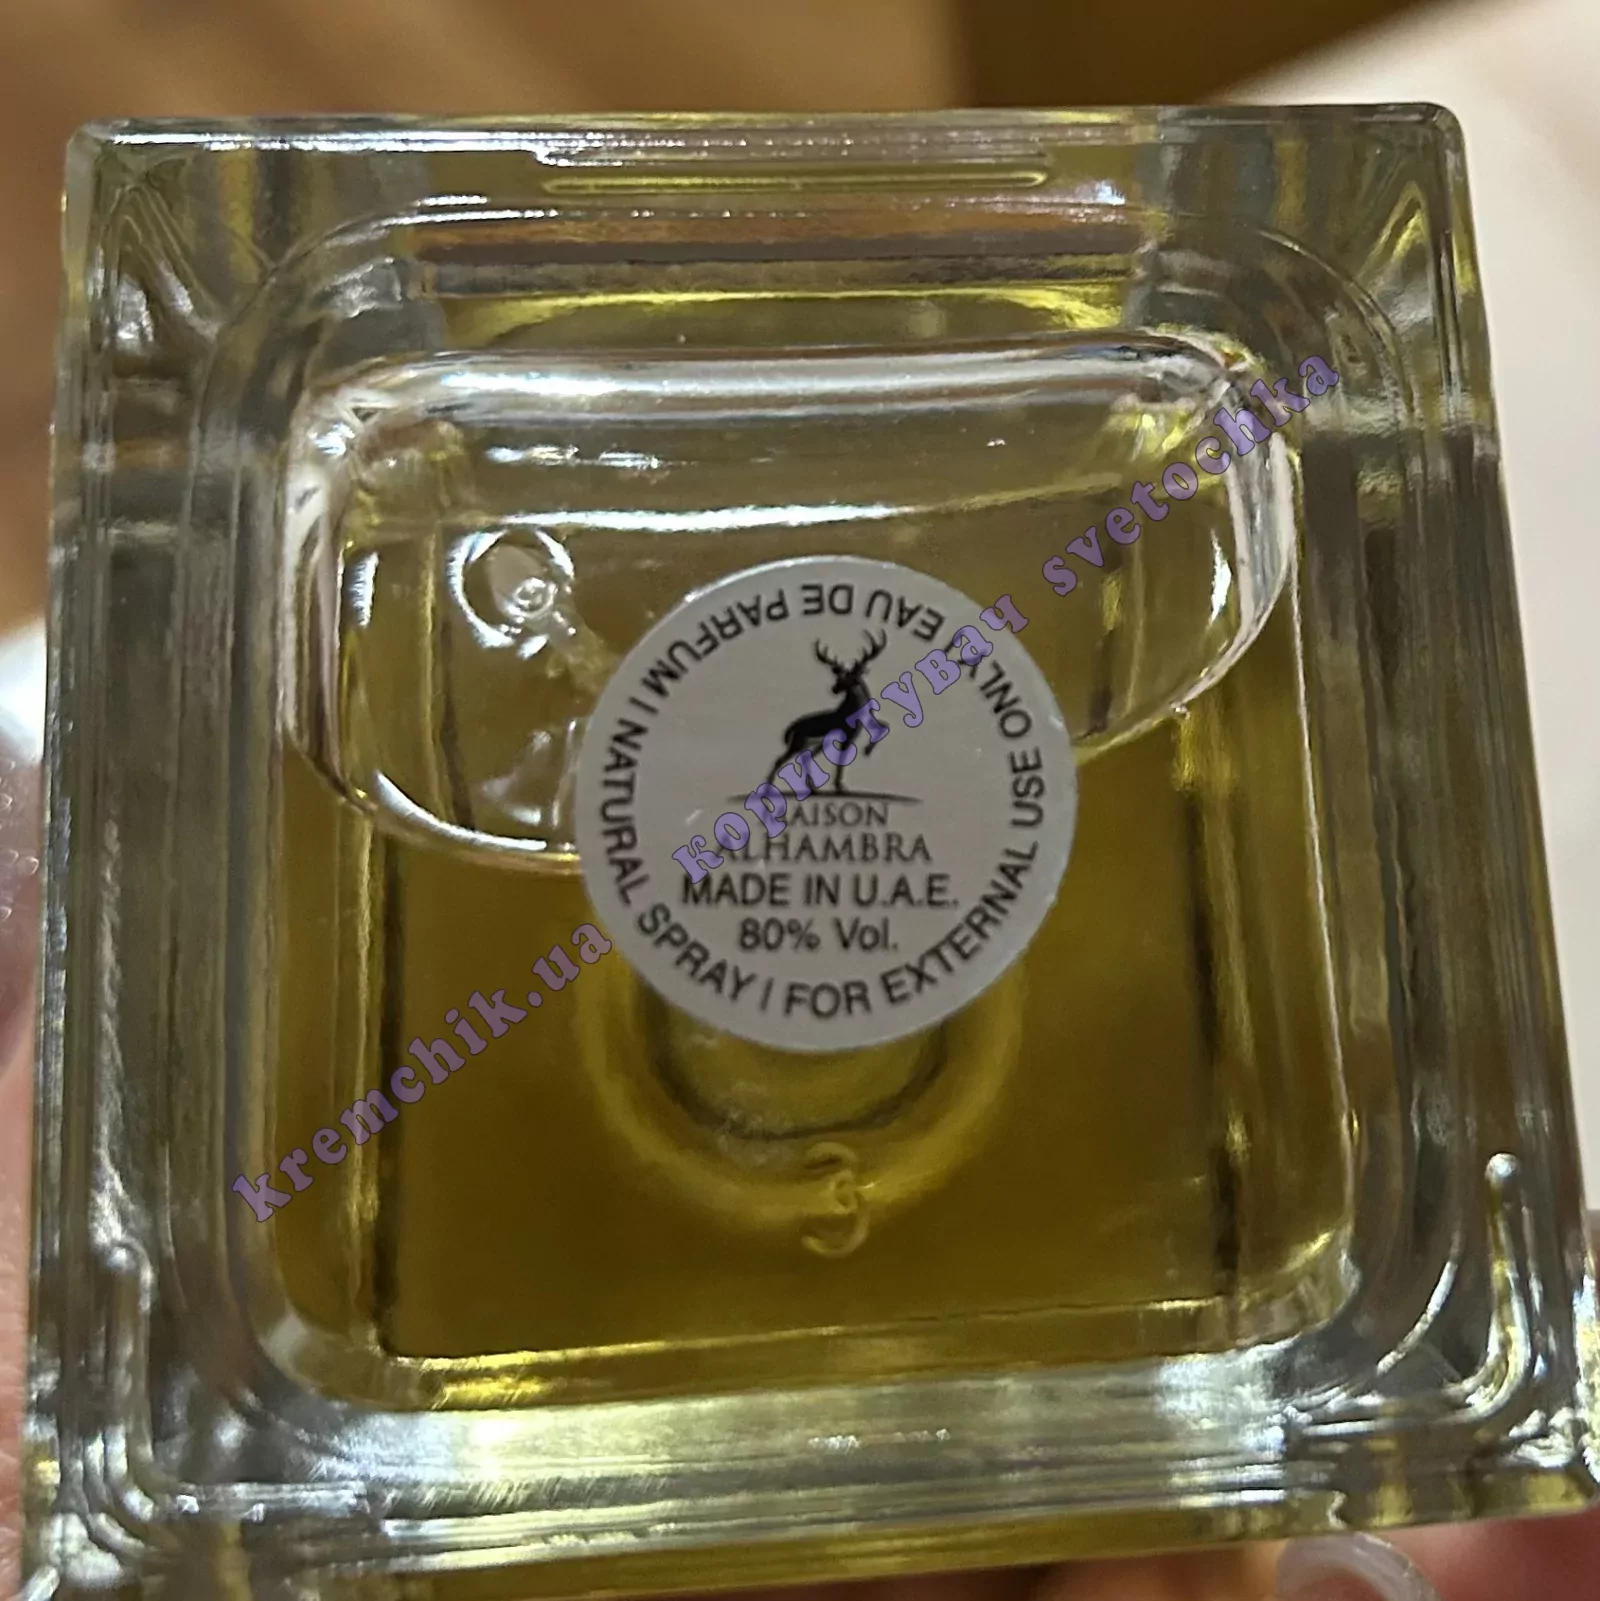 EAU DE PARFUM | NATURAL SPRAY | FOR EXTERNAL USE ONLY |
MAISON
ALHAMBRA
MADE IN U.A.E.
80% Vol.
3
kremchik.ua користувач svetochka